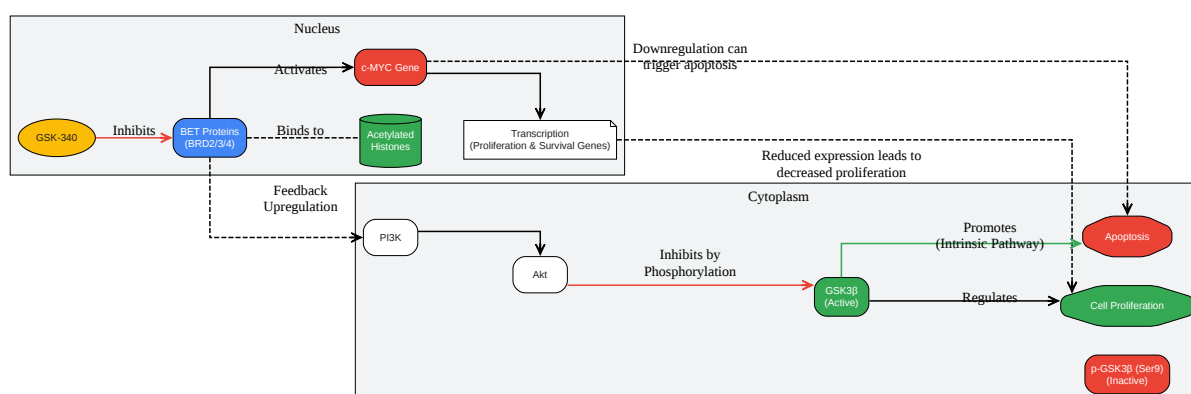 Nucleus
c-MYC Gene
Activates
Downregulation can
trigger apoptosis
GSK-340
Inhibits
BET Proteins
(BRD2/3/4)
Binds to
Acetylated
Histones
Transcription
(Proliferation & Survival Genes)
Reduced expression leads to
decreased proliferation
Feedback
Upregulation
Cytoplasm
PI3K
Akt
Inhibits by
Phosphorylation
GSK3β
(Active)
Promotes
(Intrinsic Pathway)
Apoptosis
Regulates
Cell Proliferation
p-GSK3β (Ser9)
(Inactive)